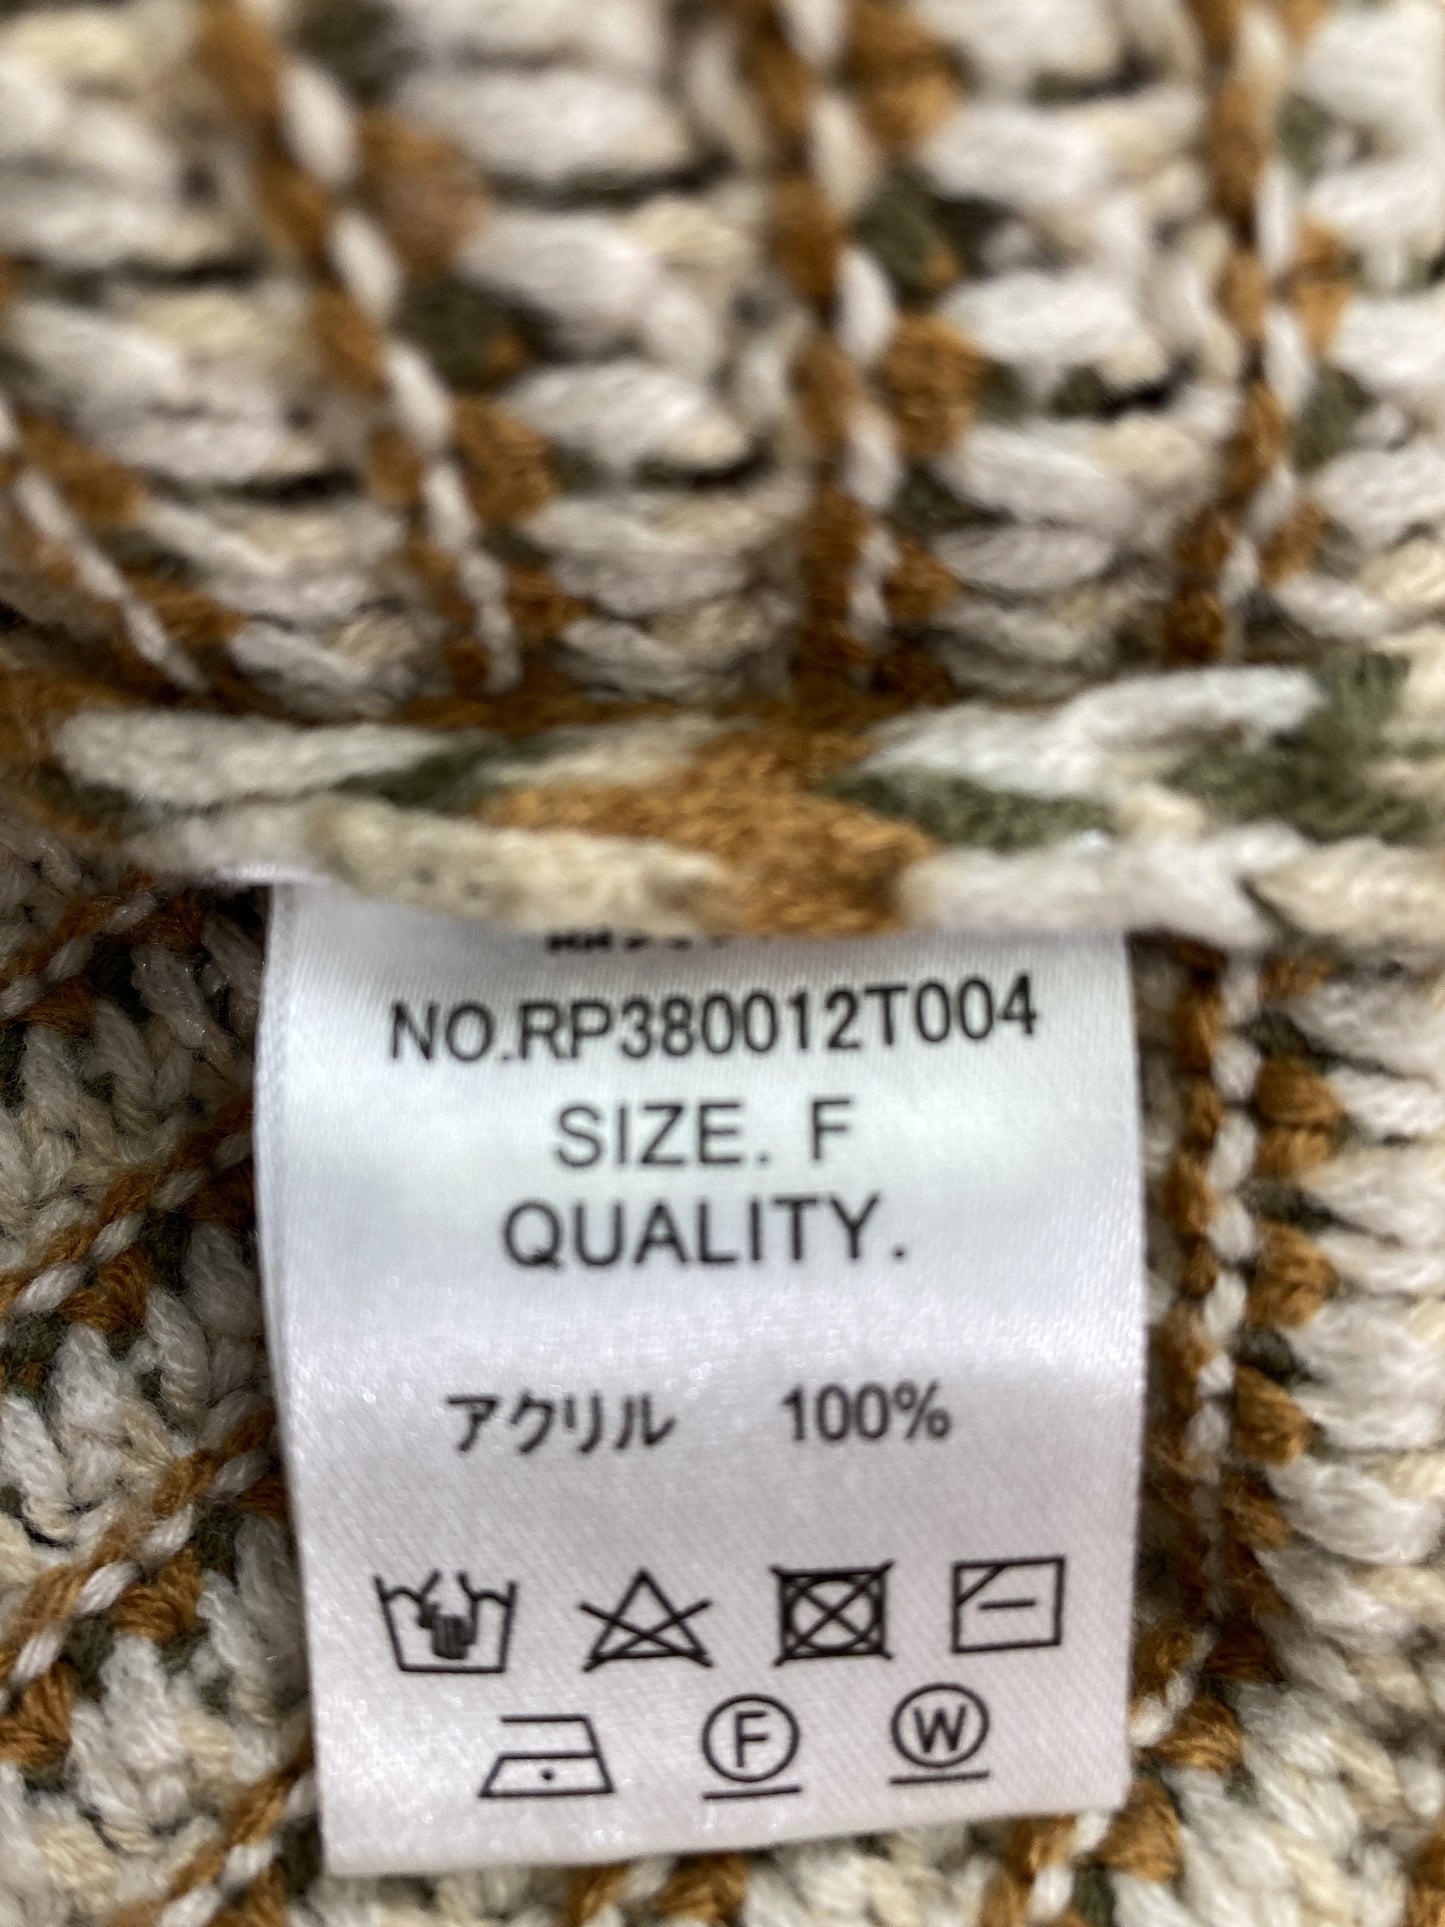 NO.RP380012T004
SIZE. F
QUALITY.
アクリル 100%
F W